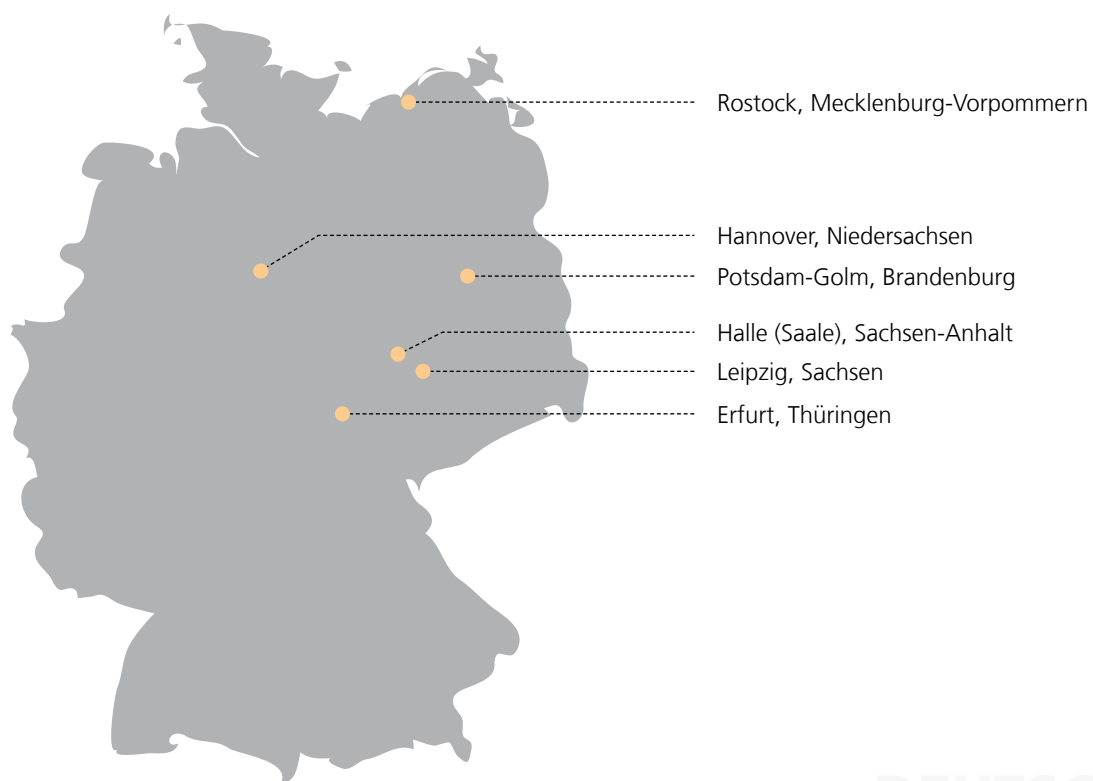 Rostock, Mecklenburg-Vorpommern
Hannover, Niedersachsen
Potsdam-Golm, Brandenburg
Halle (Saale), Sachsen-Anhalt
Leipzig, Sachsen
Erfurt, Thüringen